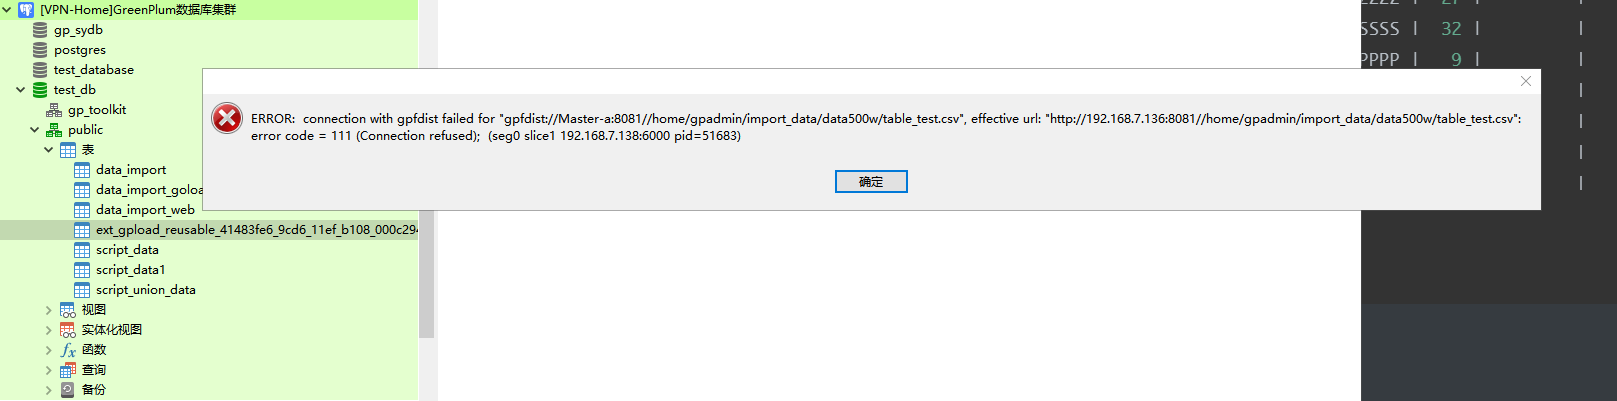 [VPN-Home]GreenPlum数据库集群
gp_sydb
postgres
test_database
test_db
gp_toolkit
public
表
data_import
data_import_goloa
data_import_web
ext_gpload_reusable_41483fe6_9cd6_11ef_b108_000c294
script_data
script_data1
script_union_data
视图
实体化视图
函数
查询
备份
ERROR:  connection with gpfdist failed for "gpfdist://Master-a:8081//home/gpadmin/import_data/data500w/table_test.csv", effective url: "http://192.168.7.136:8081//home/gpadmin/import_data/data500w/table_test.csv":
error code = 111 (Connection refused);  (seg0 slice1 192.168.7.138:6000 pid=51683)
确定
SSSS |   32 |          |
PPPP |    9 |          |